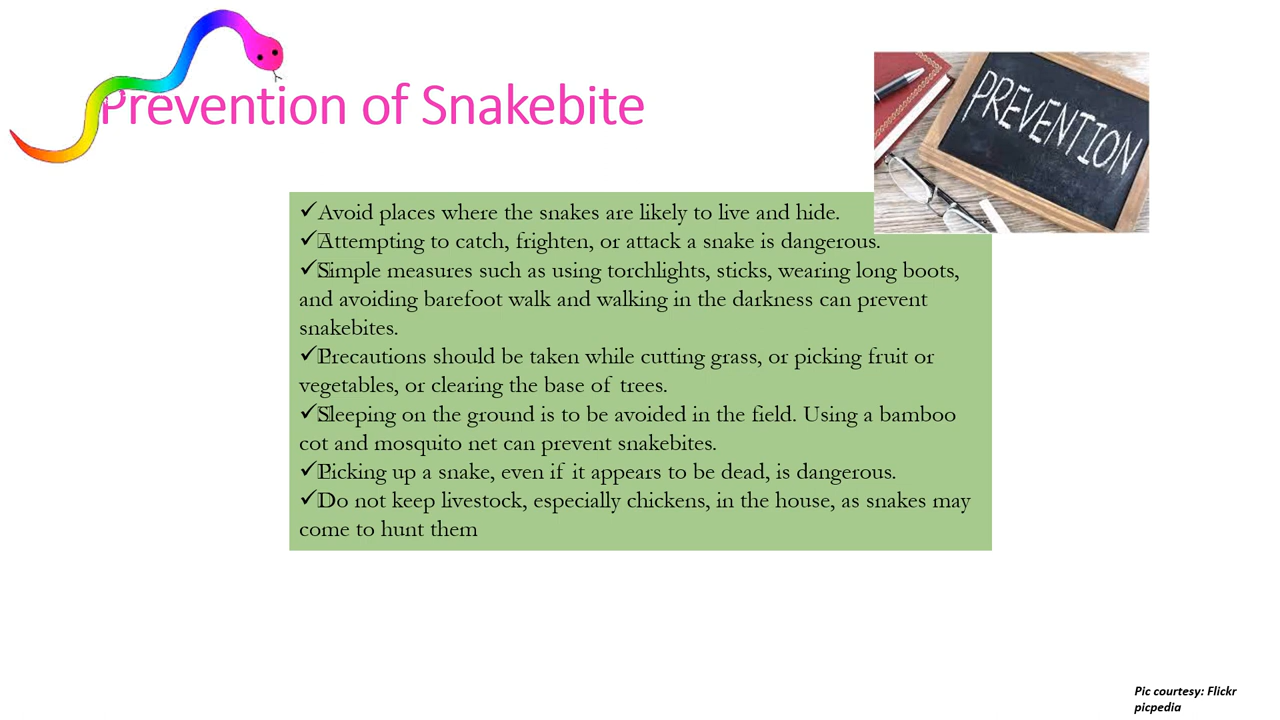 Prevention of Snakebite
PREVENTION
✓Avoid places where the snakes are likely to live and hide.
✓Attempting to catch, frighten, or attack a snake is dangerous.
✓Simple measures such as using torchlights, sticks, wearing long boots,
and avoiding barefoot walk and walking in the darkness can prevent
snakebites.
✓Precautions should be taken while cutting grass, or picking fruit or
vegetables, or clearing the base of trees.
✓Sleeping on the ground is to be avoided in the field. Using a bamboo
cot and mosquito net can prevent snakebites.
✓Picking up a snake, even if it appears to be dead, is dangerous.
✓Do not keep livestock, especially chickens, in the house, as snakes may
come to hunt them
Pic courtesy: Flickr
picpedia